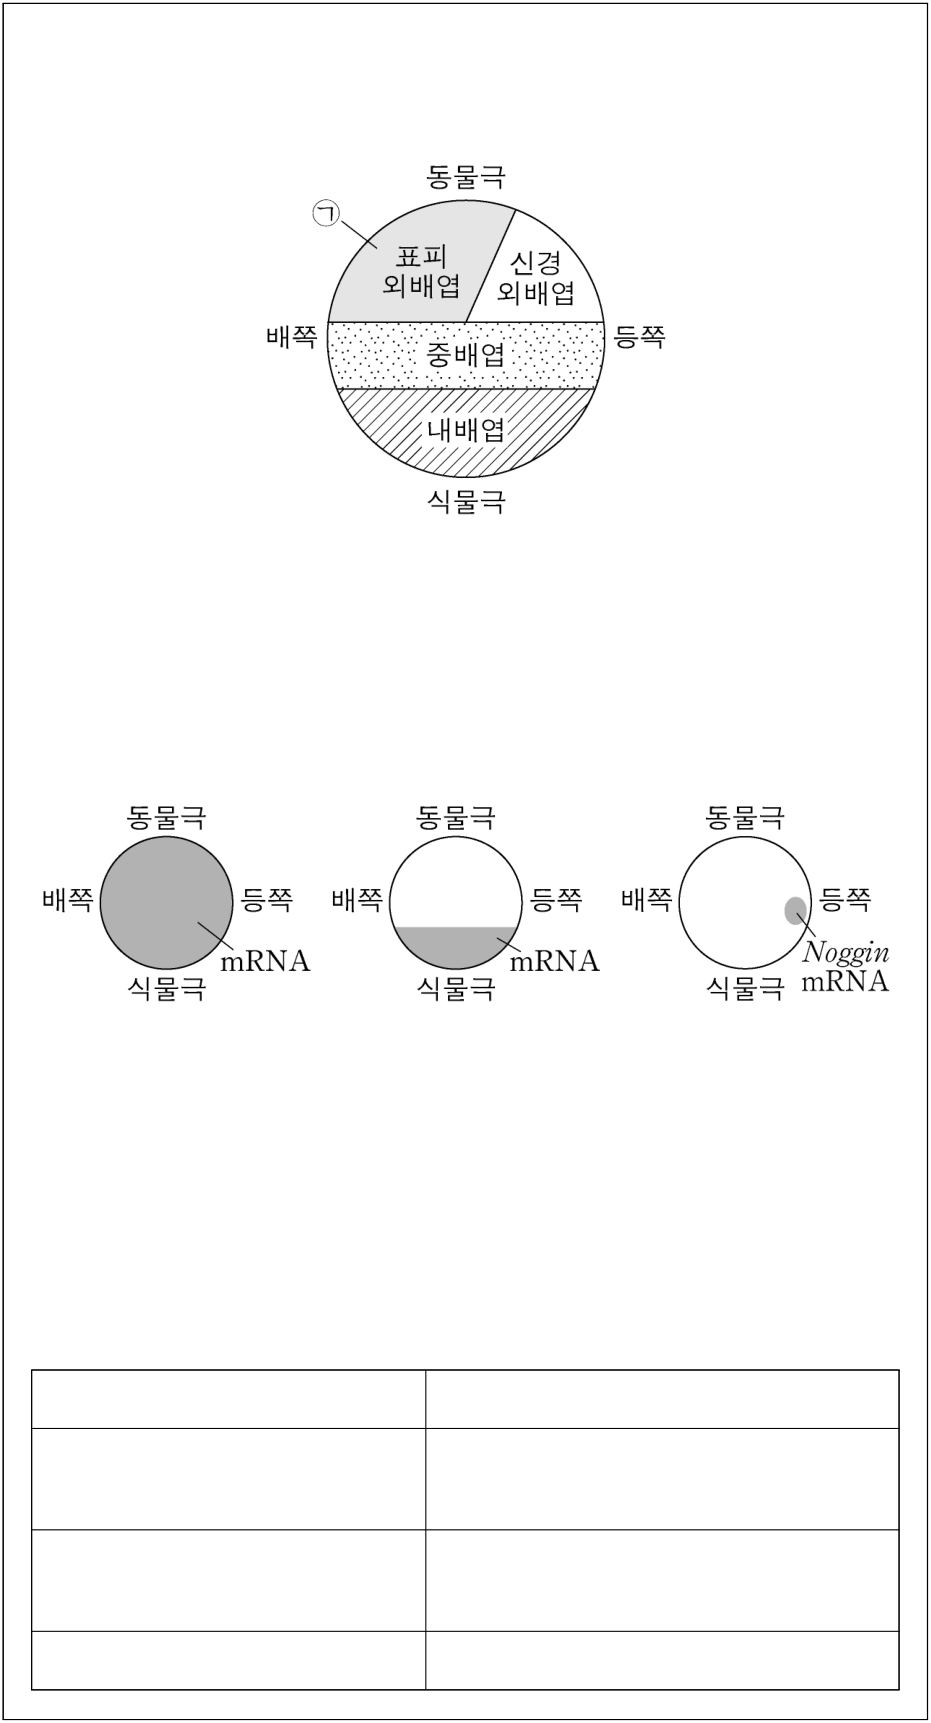 동물극
㉠
표피
외배엽
신경
외배엽
배쪽
등쪽
중배엽
내배엽
식물극
동물극
배쪽
등쪽
mRNA
식물극
동물극
배쪽
등쪽
mRNA
식물극
동물극
배쪽
등쪽
Noggin
mRNA
식물극